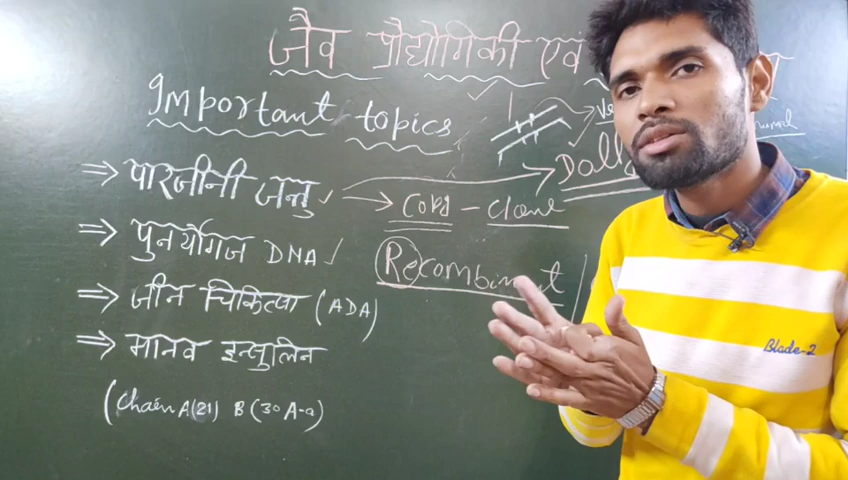 जैव प्रौद्योगिकी एवं
Important topics
⇒ पारजीनी जन्तु ✓ → Copy - Clone
Dolly
⇒ पुनर्योगज DNA ✓
Recombinant
⇒ जीन चिकित्सा (ADA)
⇒ मानव इन्सुलिन
(Chain A(21) B (30 A-a)
Blade-2